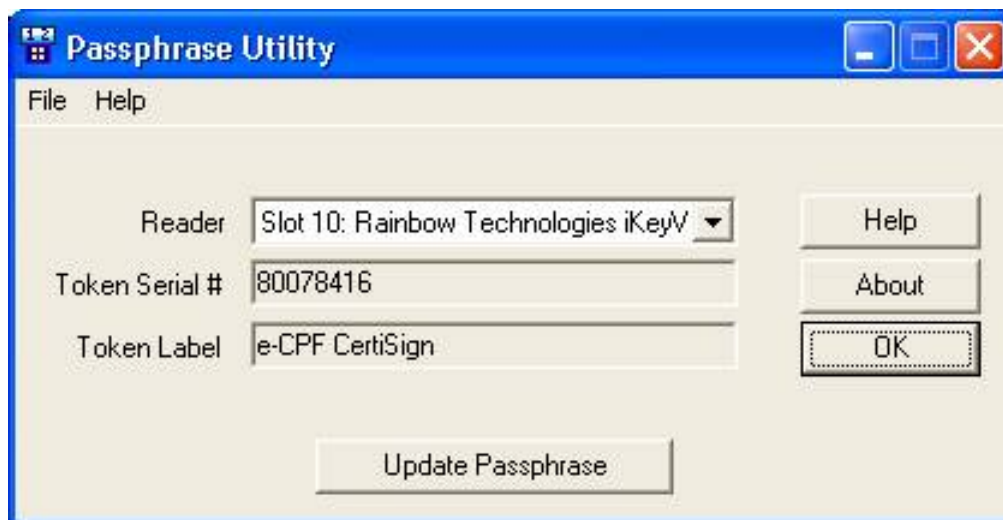 Passphrase Utility
File Help
Reader Slot 10: Rainbow Technologies iKeyV Help
Token Serial # 80078416 About
Token Label e-CPF CertiSign OK
Update Passphrase